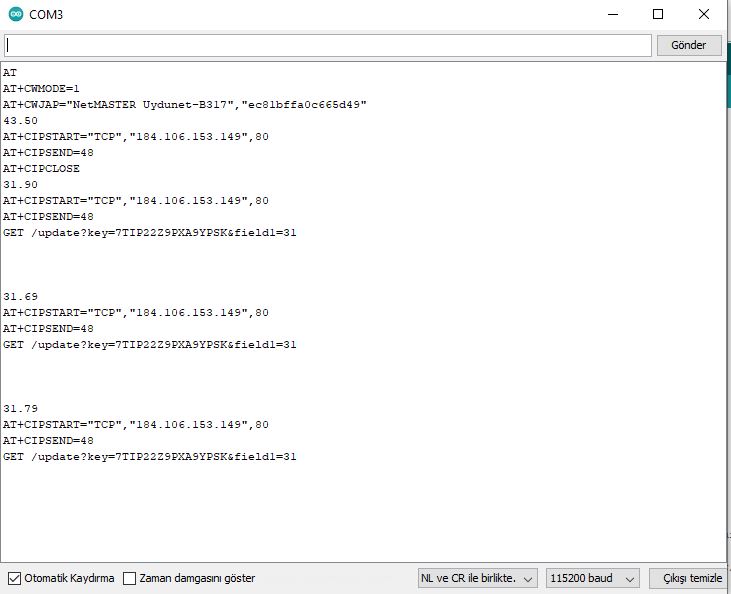 COM3
Gönder
AT
AT+CWMODE=1
AT+CWJAP="NetMASTER Uydunet-B317","ec81bffa0c665d49"
43.50
AT+CIPSTART="TCP","184.106.153.149",80
AT+CIPSEND=48
AT+CIPCLOSE
31.90
AT+CIPSTART="TCP","184.106.153.149",80
AT+CIPSEND=48
GET /update?key=7TIP22Z9PXA9YPSK&field1=31
31.69
AT+CIPSTART="TCP","184.106.153.149",80
AT+CIPSEND=48
GET /update?key=7TIP22Z9PXA9YPSK&field1=31
31.79
AT+CIPSTART="TCP","184.106.153.149",80
AT+CIPSEND=48
GET /update?key=7TIP22Z9PXA9YPSK&field1=31
Otomatik Kaydırma Zaman damgasını göster NL ve CR ile birlikte. 115200 baud Çıkışı temizle